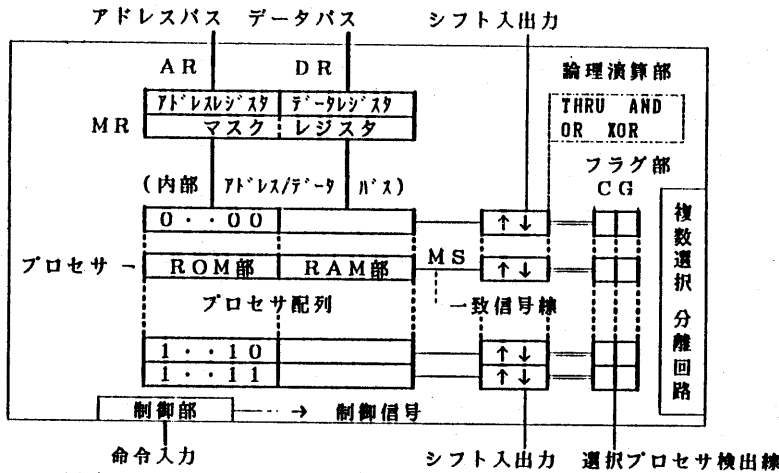 アドレスバス データバス シフト入出力
AR DR 論理演算部
アドレスレジスタ データレジスタ THRU AND
MR マスク レジスタ OR XOR
フラグ部
(内部 アドレス/データ バス) CG
0··00 ↑↓
プロセサー ROM部 RAM部 MS ↑↓
プロセサ配列 一致信号線
複数選択 分離回路
1··10 ↑↓
1··11 ↑↓
制御部 → 制御信号
命令入力 シフト入出力 選択プロセサ検出線